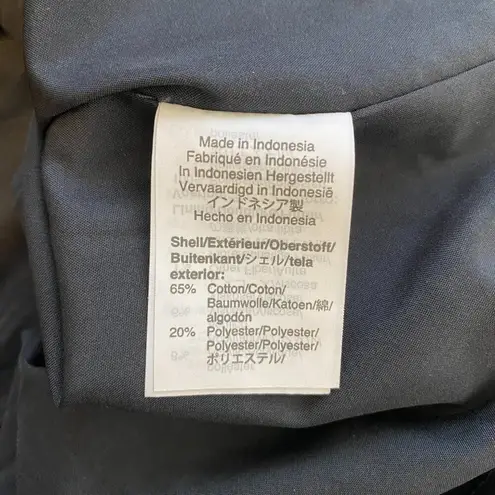 Made in Indonesia
Fabriqué en Indonésie
In Indonesien Hergestellt
Vervaardigd in Indonesië
インドネシア製
Hecho en Indonesia
Shell/Extérieur/Oberstoff/
Buitenkant/シェル/tela
exterior:
65% Cotton/Coton/
Baumwolle/Katoen/綿/
algodón
20% Polyester/Polyester/
Polyester/Polyester/
ポリエステル/